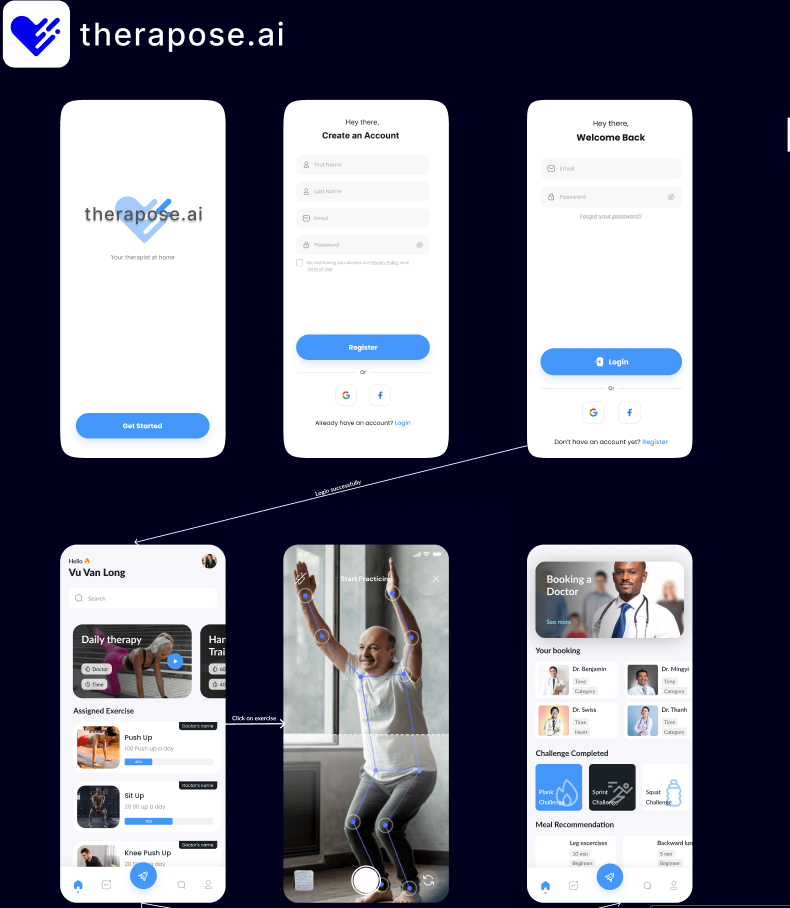 therapose.ai
therapose.ai
Your therapist at home
Get Started
Hey there,
Create an Account
First Name
Last Name
Email
Password
By continuing you accept our Privacy Policy and
Term of Use
Register
Or
Already have an account? Login
Hey there,
Welcome Back
Email
Password
Forgot your password?
Login
Or
Don't have an account yet? Register
Login successfully
Hello
Vu Van Long
Search
Daily therapy
Doctor
Time
Han
Trai
60
40
Assigned Exercise
Doctor's name
Push Up
100 Push up a day
Doctor's name
Sit Up
20 Sit up a day
Doctor's name
Knee Push Up
20 Sit up a day
Click on exercise
Start Practicing
Booking a
Doctor
See more
Your booking
Dr. Benjamin
Time
Category
Dr. Mingyi
Time
Category
Dr. Swiss
Time
Heart
Dr. Thanh
Time
Category
Challenge Completed
Plank
Challenge
Sprint
Challenge
Squat
Challenge
Meal Recommendation
Leg excercises
10 min
Beginner
Backward lun
5 min
Beginner